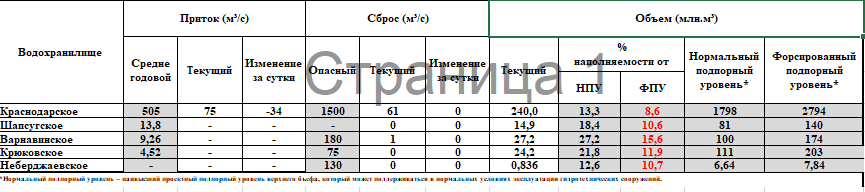 Водохранилище Приток (м³/с) Сброс (м³/с) Объем (млн.м³)
Средне годовой Текущий Изменение за сутки Опасный Текущий Изменение за сутки Текущий % наполняемости от НПУ ФПУ Нормальный подпорный уровень* Форсированный подпорный уровень*
Страница 1
Краснодарское 505 75 -34 1500 61 0 240,0 13,3 8,6 1798 2794
Шапсугское 13,8 - - - 0 0 14,9 18,4 10,6 81 140
Варнавинское 9,26 - - 180 1 0 27,2 27,2 15,6 100 174
Крюковское 4,52 - - 75 0 0 24,2 21,8 11,9 111 203
Неберджаевское - - - 130 0 0 0,836 12,6 10,7 6,64 7,84
*Нормальный подпорный уровень – наивысший проектный подпорный уровень верхнего бьефа, который может поддерживаться в нормальных условиях эксплуатации гидротехнических сооружений.